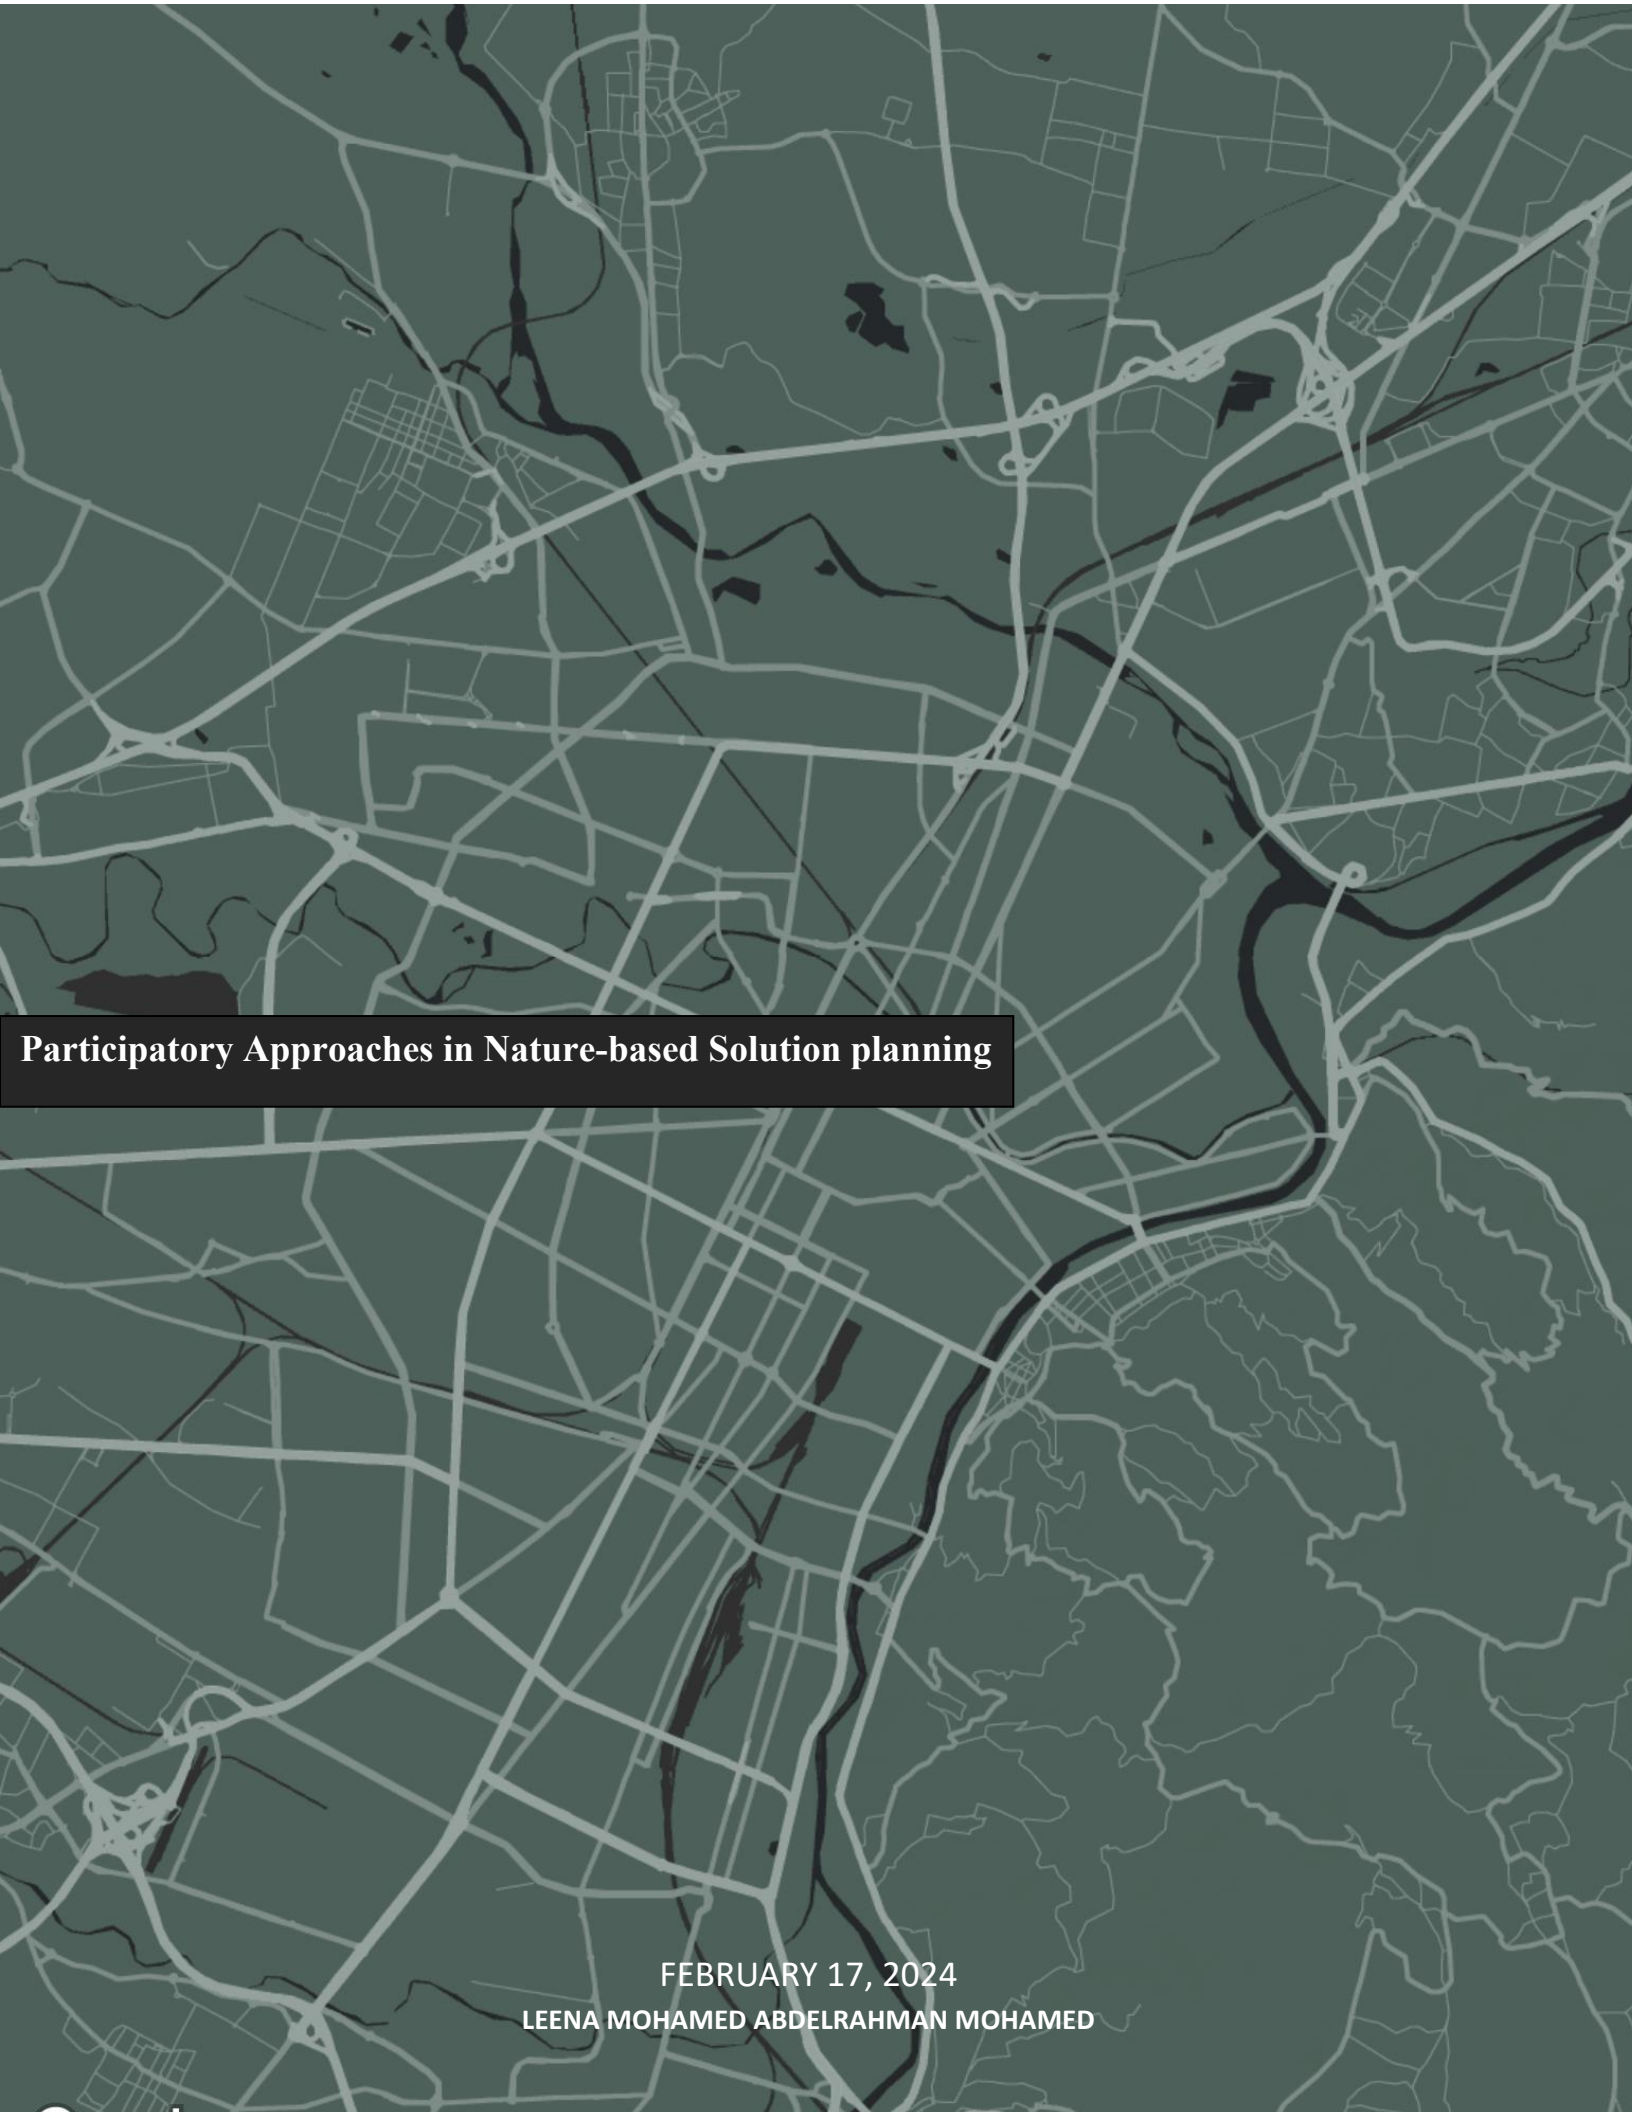 Participatory Approaches in Nature-based Solution planning
FEBRUARY 17, 2024
LEENA MOHAMED ABDELRAHMAN MOHAMED